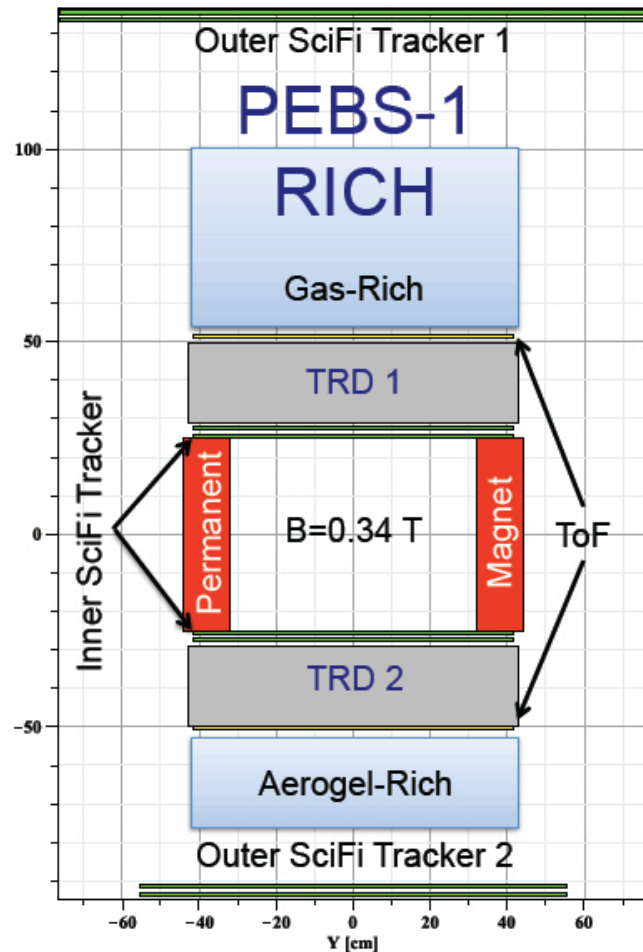 Outer SciFi Tracker 1
PEBS-1
RICH
Gas-Rich
TRD 1
Inner SciFi Tracker
Permanent
B=0.34 T
Magnet
ToF
TRD 2
Aerogel-Rich
Outer SciFi Tracker 2
100
50
0
−50
−60
−40
−20
0
20
40
60
Y [cm]